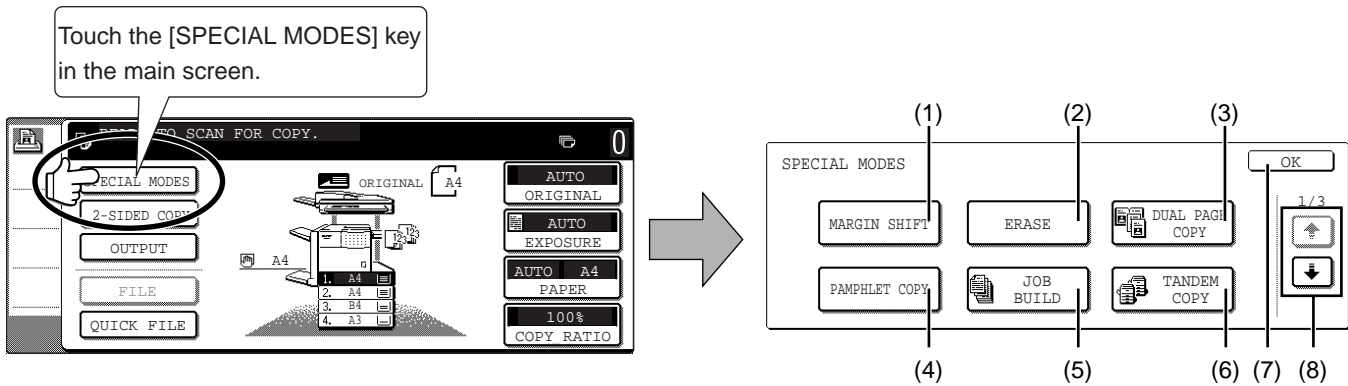 Touch the [SPECIAL MODES] key
in the main screen.
TO SCAN FOR COPY.
0
SPECIAL MODES
2-SIDED COPY
OUTPUT
FILE
QUICK FILE
ORIGINAL A4
A4
1. A4
2. A4
3. B4
4. A3
AUTO
ORIGINAL
AUTO
EXPOSURE
AUTO A4
PAPER
100%
COPY RATIO
(1) (2) (3)
SPECIAL MODES
OK
1/3
MARGIN SHIFT
ERASE
DUAL PAGE
COPY
PAMPHLET COPY
JOB
BUILD
TANDEM
COPY
(4) (5) (6) (7) (8)